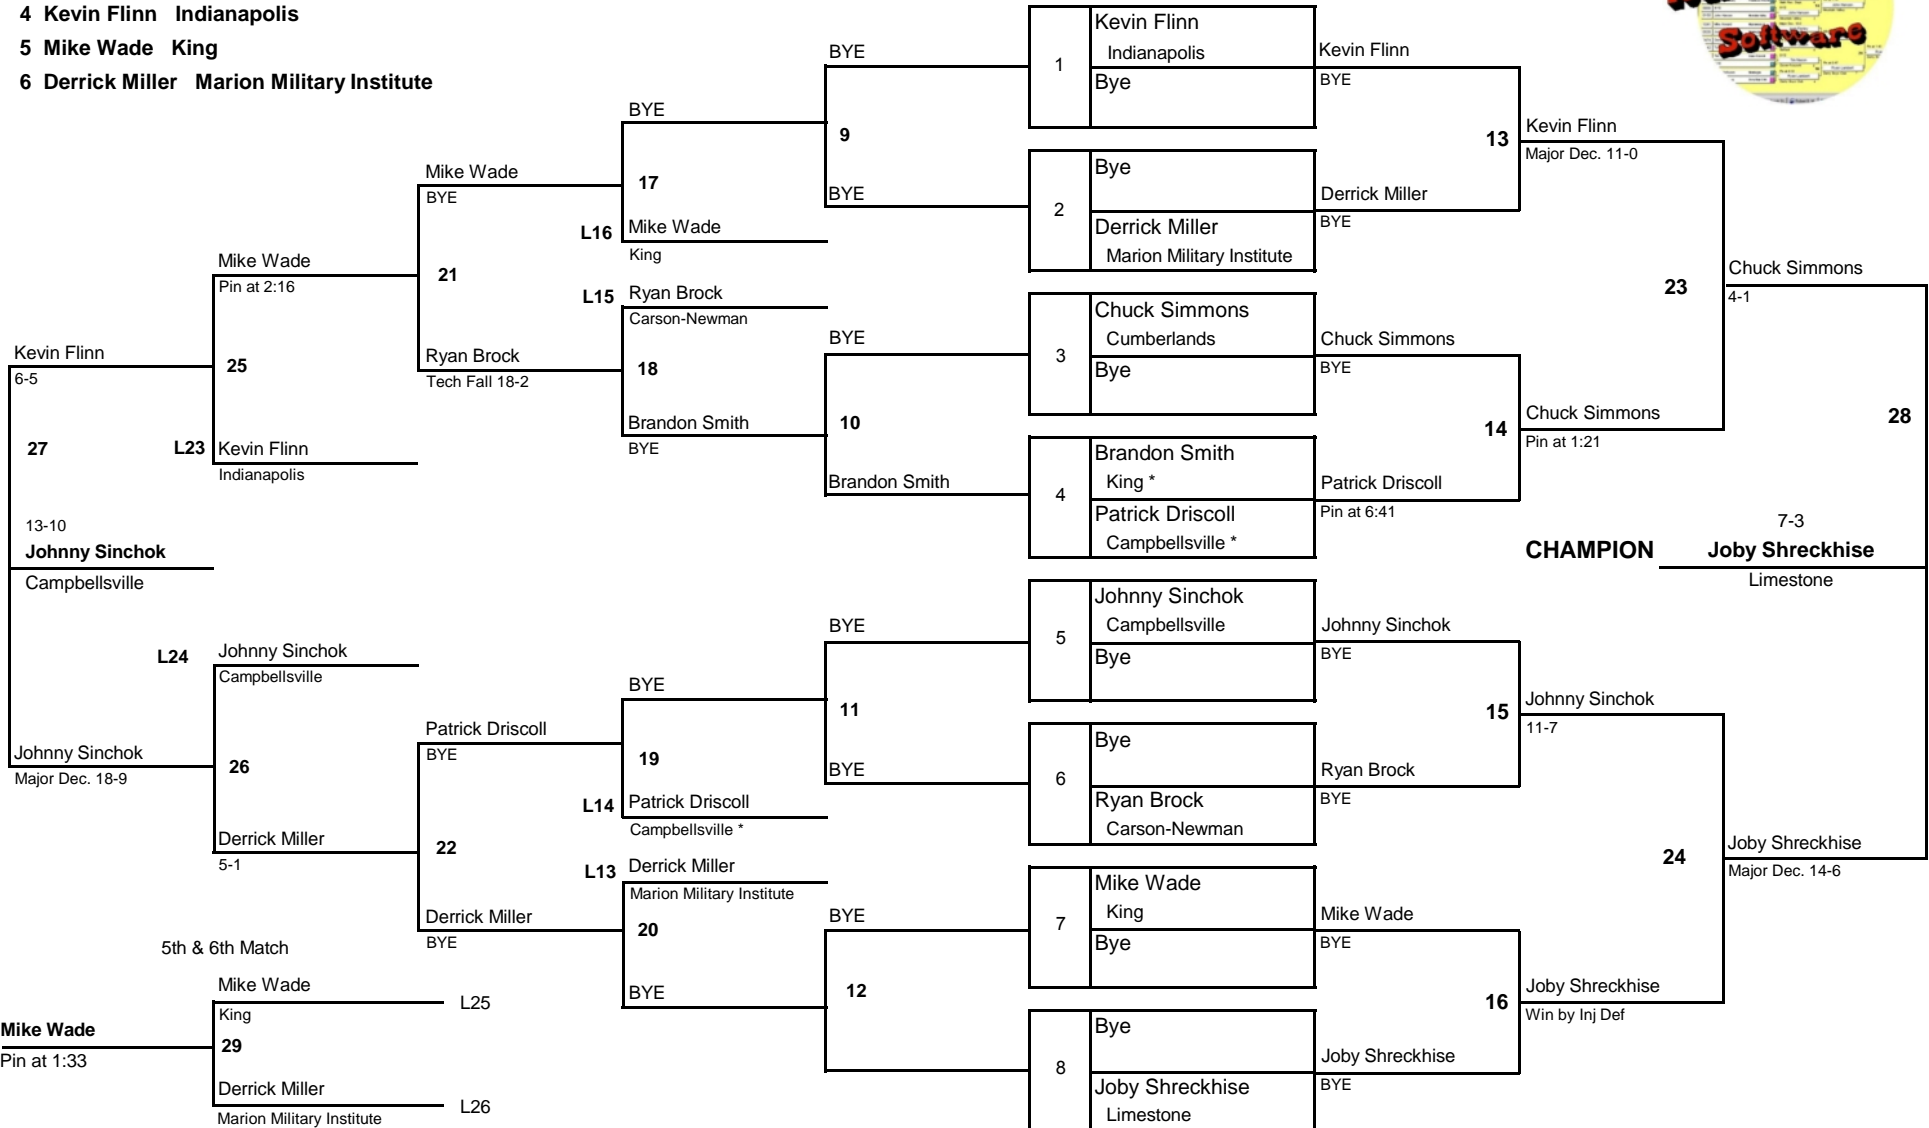 4 Kevin Flinn Indianapolis
5 Mike Wade King
6 Derrick Miller Marion Military Institute
Software
Kevin Flinn
6-5
27
13-10
Johnny Sinchok
Campbellsville
Johnny Sinchok
Major Dec. 18-9
5th & 6th Match
Mike Wade
Pin at 1:33
Mike Wade
Pin at 2:16
25
L23 Kevin Flinn
Indianapolis
L24 Johnny Sinchok
Campbellsville
26
Derrick Miller
5-1
Mike Wade
L25
King
29
Derrick Miller
L26
Marion Military Institute
Mike Wade
BYE
21
Ryan Brock
Tech Fall 18-2
Patrick Driscoll
BYE
22
Derrick Miller
BYE
BYE
17
L16 Mike Wade
King
L15 Ryan Brock
Carson-Newman
18
Brandon Smith
BYE
BYE
19
L14 Patrick Driscoll
Campbellsville *
L13 Derrick Miller
Marion Military Institute
20
BYE
BYE
9
BYE
BYE
10
Brandon Smith
BYE
11
BYE
BYE
12
1
Kevin Flinn
Indianapolis
Bye
2
Bye
Derrick Miller
Marion Military Institute
3
Chuck Simmons
Cumberlands
Bye
4
Brandon Smith
King *
Patrick Driscoll
Campbellsville *
5
Johnny Sinchok
Campbellsville
Bye
6
Bye
Ryan Brock
Carson-Newman
7
Mike Wade
King
Bye
8
Bye
Joby Shreckhise
Limestone
Kevin Flinn
BYE
13
Derrick Miller
BYE
Chuck Simmons
BYE
14
Patrick Driscoll
Pin at 6:41
Johnny Sinchok
BYE
15
Ryan Brock
BYE
Mike Wade
BYE
16
Joby Shreckhise
BYE
Kevin Flinn
Major Dec. 11-0
23
Chuck Simmons
Pin at 1:21
Johnny Sinchok
11-7
24
Joby Shreckhise
Win by Inj Def
Chuck Simmons
4-1
28
7-3
CHAMPION Joby Shreckhise
Limestone
Joby Shreckhise
Major Dec. 14-6